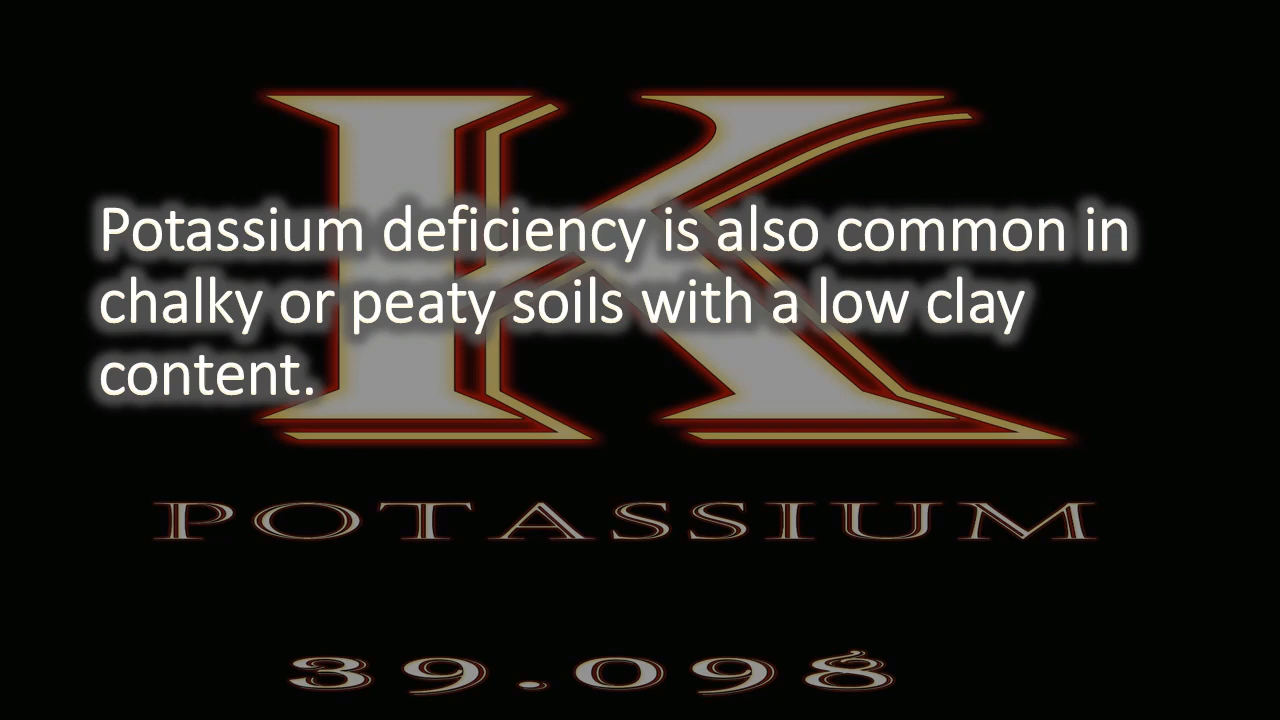 K
Potassium deficiency is also common in
chalky or peaty soils with a low clay
content.
POTASSIUM
39.098